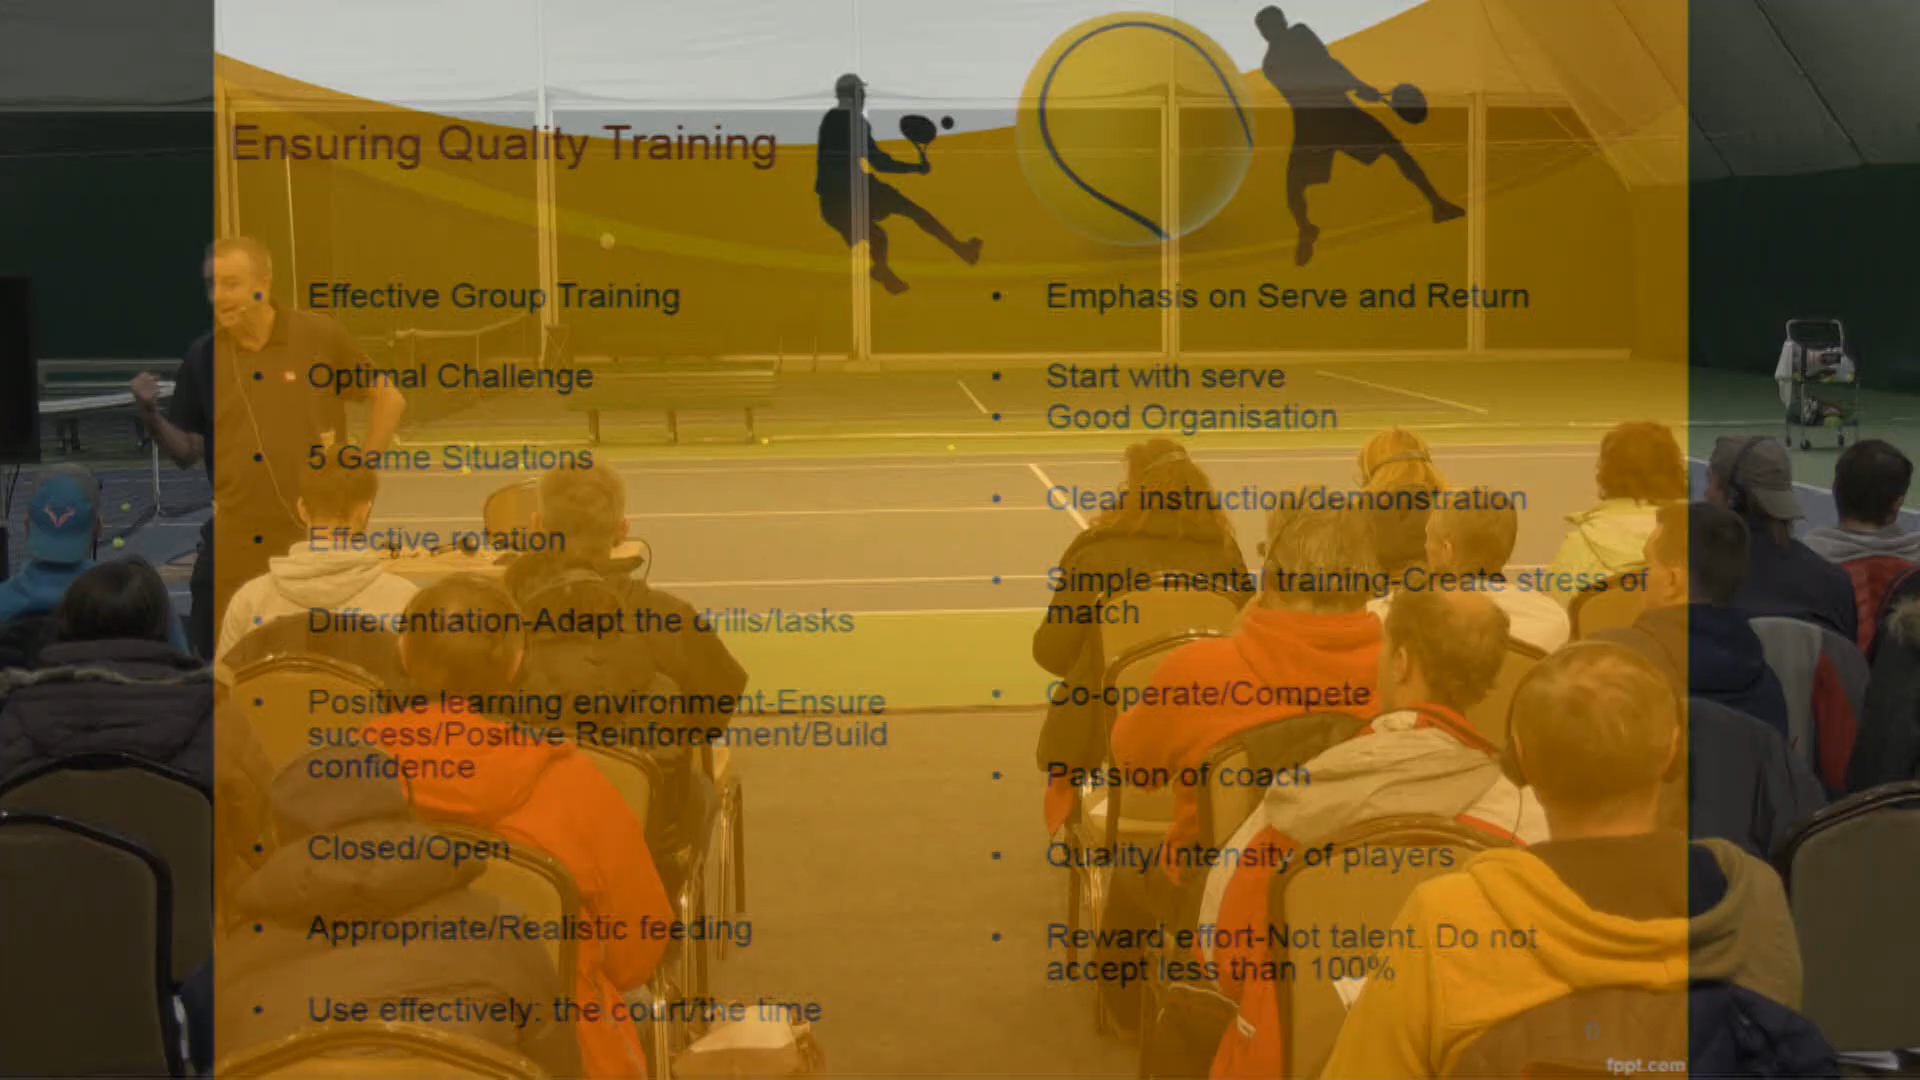 Ensuring Quality Training
• Effective Group Training
• Optimal Challenge
• 5 Game Situations
• Effective rotation
• Differentiation-Adapt the drills/tasks
• Positive learning environment-Ensure
success/Positive Reinforcement/Build
confidence
• Closed/Open
• Appropriate/Realistic feeding
• Use effectively: the court/the time
• Emphasis on Serve and Return
• Start with serve
• Good Organisation
• Clear instruction/demonstration
• Simple mental training-Create stress of
match
• Co-operate/Compete
• Passion of coach
• Quality/Intensity of players
• Reward effort-Not talent. Do not
accept less than 100%
6
fppt.com